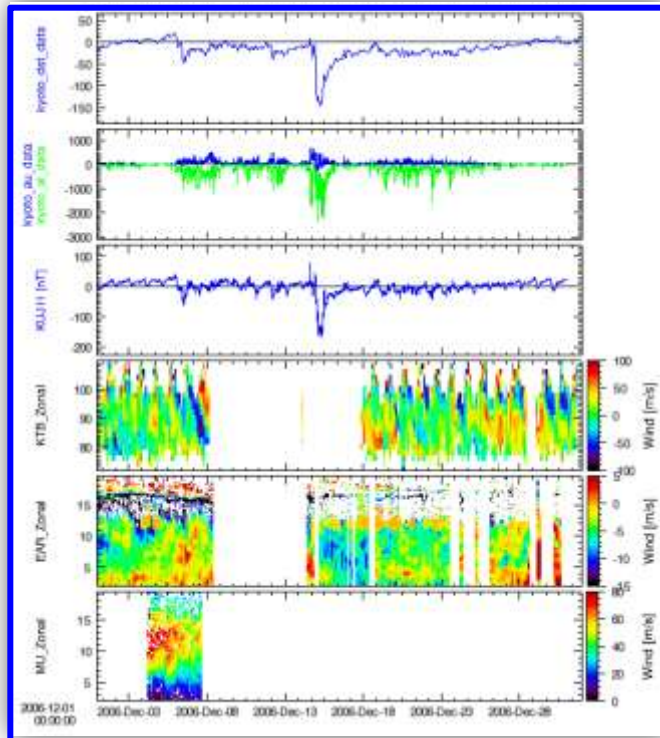 50
0
-50
-100
-150
kyoto_dst_data
1000
0
-1000
-2000
-3000
kyoto_au_data
kyoto_al_data
100
0
-100
-200
[nT]
100
90
80
KTB_Zonal
100
50
0
-50
Wind [m/s]
15
10
5
EAR_Zonal
5
0
-5
-10
-15
Wind [m/s]
15
10
5
MU_Zonal
80
60
40
20
0
Wind [m/s]
2006-12-01
00:00:00
2006-Dec-03
2006-Dec-08
2006-Dec-13
2006-Dec-18
2006-Dec-23
2006-Dec-28